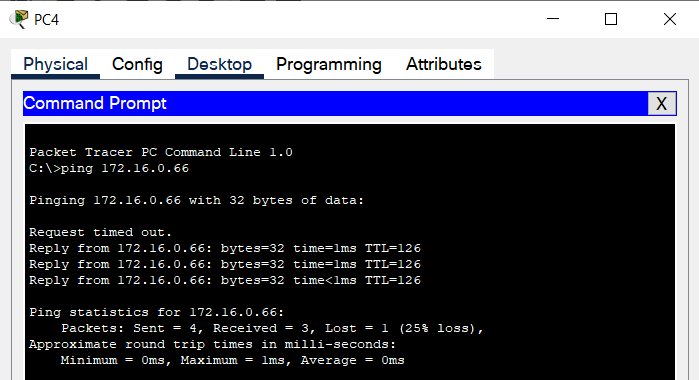 PC4
Physical Config Desktop Programming Attributes
Command Prompt
X
Packet Tracer PC Command Line 1.0
C:\>ping 172.16.0.66
Pinging 172.16.0.66 with 32 bytes of data:
Request timed out.
Reply from 172.16.0.66: bytes=32 time=1ms TTL=126
Reply from 172.16.0.66: bytes=32 time=1ms TTL=126
Reply from 172.16.0.66: bytes=32 time<1ms TTL=126
Ping statistics for 172.16.0.66:
    Packets: Sent = 4, Received = 3, Lost = 1 (25% loss),
Approximate round trip times in milli-seconds:
    Minimum = 0ms, Maximum = 1ms, Average = 0ms